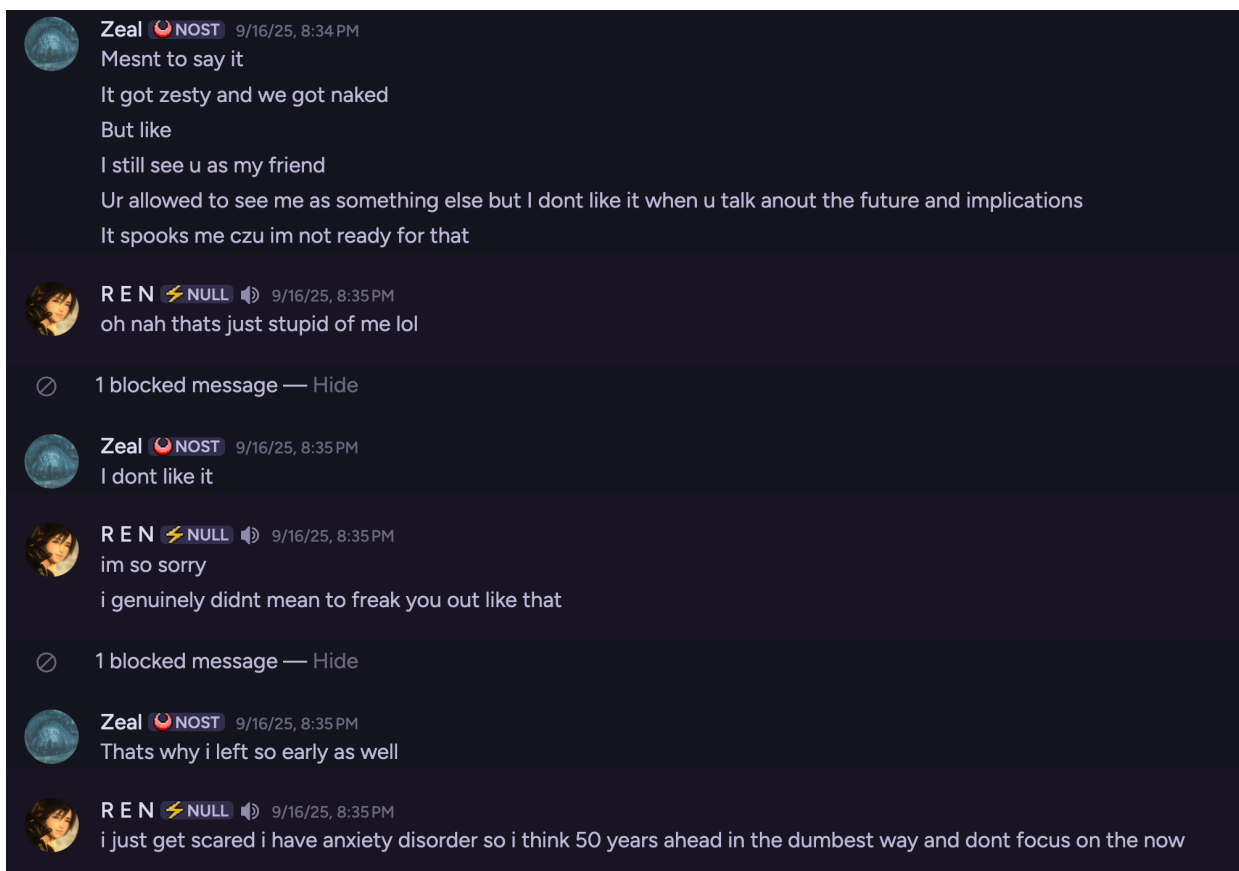 Zeal NOST 9/16/25, 8:34 PM
Mesnt to say it
It got zesty and we got naked
But like
I still see u as my friend
Ur allowed to see me as something else but I dont like it when u talk anout the future and implications
It spooks me czu im not ready for that
R E N NULL 9/16/25, 8:35 PM
oh nah thats just stupid of me lol
1 blocked message — Hide
Zeal NOST 9/16/25, 8:35 PM
I dont like it
R E N NULL 9/16/25, 8:35 PM
im so sorry
i genuinely didnt mean to freak you out like that
1 blocked message — Hide
Zeal NOST 9/16/25, 8:35 PM
Thats why i left so early as well
R E N NULL 9/16/25, 8:35 PM
i just get scared i have anxiety disorder so i think 50 years ahead in the dumbest way and dont focus on the now